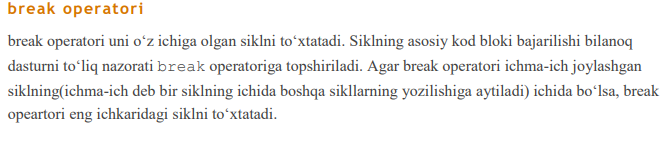 break operatori
break operatori uni o‘z ichiga olgan siklni to‘xtatadi. Siklning asosiy kod bloki bajarilishi bilanoq
dasturni to‘liq nazorati break operatoriga topshiriladi. Agar break operatori ichma-ich joylashgan
siklning(ichma-ich deb bir siklning ichida boshqa sikllarning yozilishiga aytiladi) ichida bo‘lsa, break
opeartori eng ichkaridagi siklni to‘xtatadi.